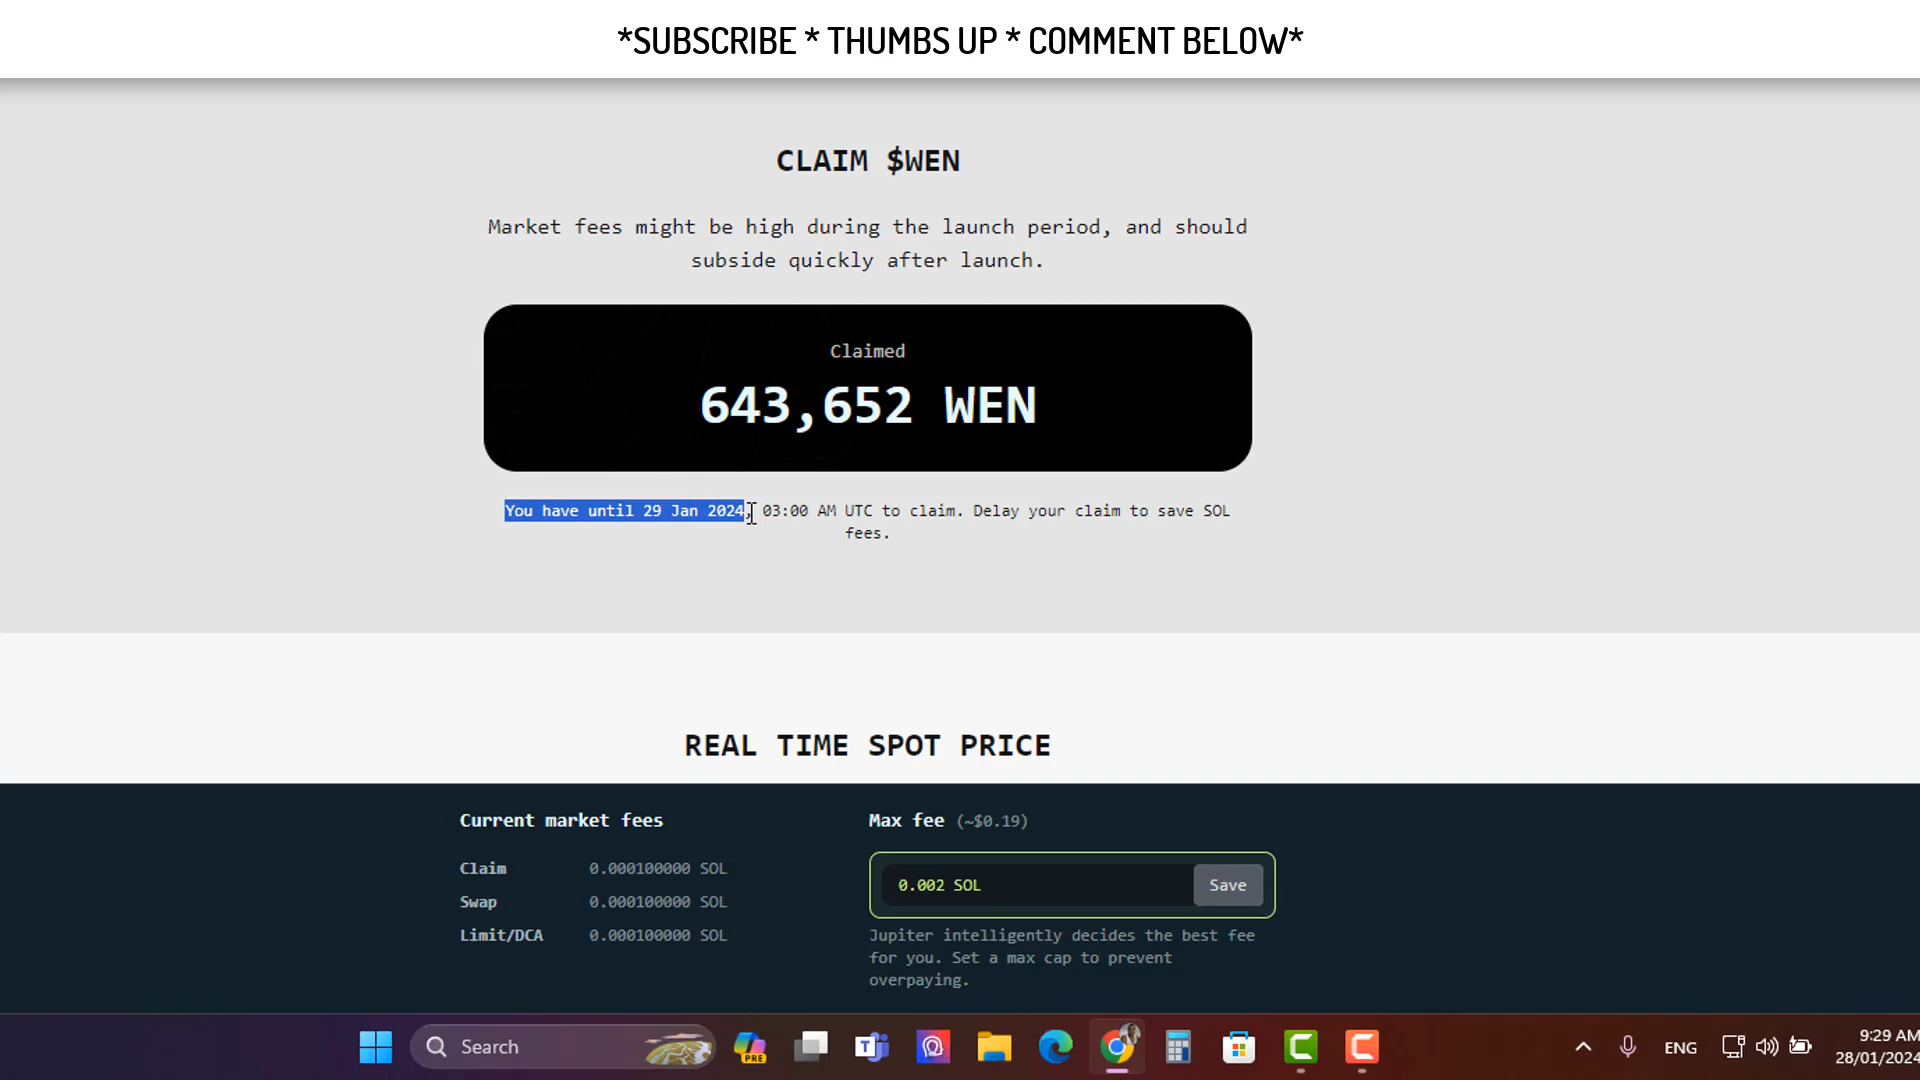 *SUBSCRIBE * THUMBS UP * COMMENT BELOW*
CLAIM $WEN
Market fees might be high during the launch period, and should
subside quickly after launch.
Claimed
643,652 WEN
You have until 29 Jan 2024, 03:00 AM UTC to claim. Delay your claim to save SOL
fees.
REAL TIME SPOT PRICE
Current market fees
Claim 0.000100000 SOL
Swap 0.000100000 SOL
Limit/DCA 0.000100000 SOL
Max fee (~$0.19)
0.002 SOL Save
Jupiter intelligently decides the best fee
for you. Set a max cap to prevent
overpaying.
Search
PRE
ENG
9:29 AM
28/01/2024